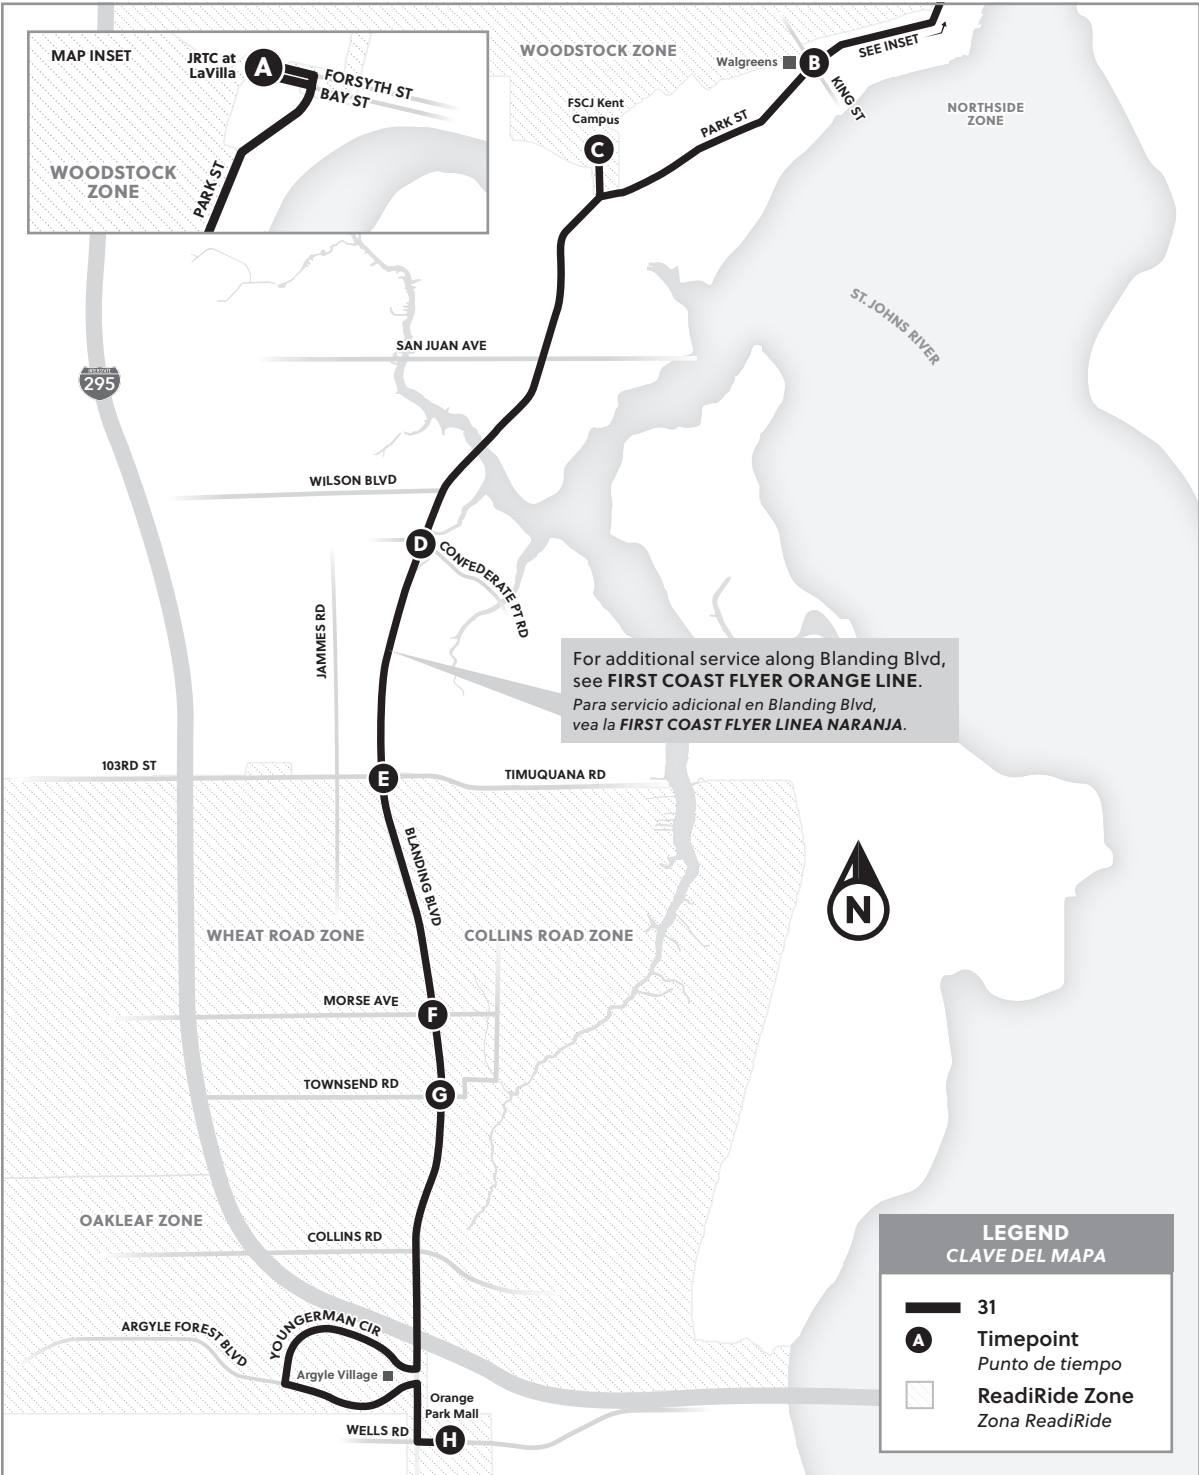 MAP INSET
JRTC at
LaVilla
A
FORSYTH ST
BAY ST
WOODSTOCK
ZONE
PARK ST
WOODSTOCK ZONE
Walgreens
B
SEE INSET
KING ST
NORTHSIDE
ZONE
FSCJ Kent
Campus
C
PARK ST
ST. JOHNS RIVER
SAN JUAN AVE
INTERSTATE
295
WILSON BLVD
D
CONFEDERATE PT RD
JAMMES RD
For additional service along Blanding Blvd,
see FIRST COAST FLYER ORANGE LINE.
Para servicio adicional en Blanding Blvd,
vea la FIRST COAST FLYER LINEA NARANJA.
103RD ST
E
TIMUQUANA RD
BLANDING BLVD
N
WHEAT ROAD ZONE
COLLINS ROAD ZONE
MORSE AVE
F
TOWNSEND RD
G
OAKLEAF ZONE
COLLINS RD
ARGYLE FOREST BLVD
YOUNGERMAN CIR
Argyle Village
Orange
Park Mall
WELLS RD
H
LEGEND
CLAVE DEL MAPA
31
A
Timepoint
Punto de tiempo
ReadiRide Zone
Zona ReadiRide